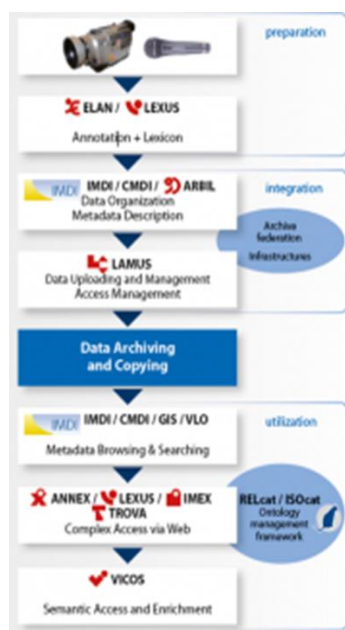 preparation
ELAN / LEXUS
Annotation + Lexicon
integration
IMDI
IMDI / CMDI / ARBIL
Data Organization
Metadata Description
Archive
federation
Infrastructures
LAMUS
Data Uploading and Management
Access Management
Data Archiving
and Copying
utilization
IMDI
IMDI / CMDI / GIS / VLO
Metadata Browsing & Searching
ANNEX / LEXUS / IMEX
TROVA
Complex Access via Web
RELcat / ISOcat
Ontology
management
framework
VICOS
Semantic Access and Enrichment